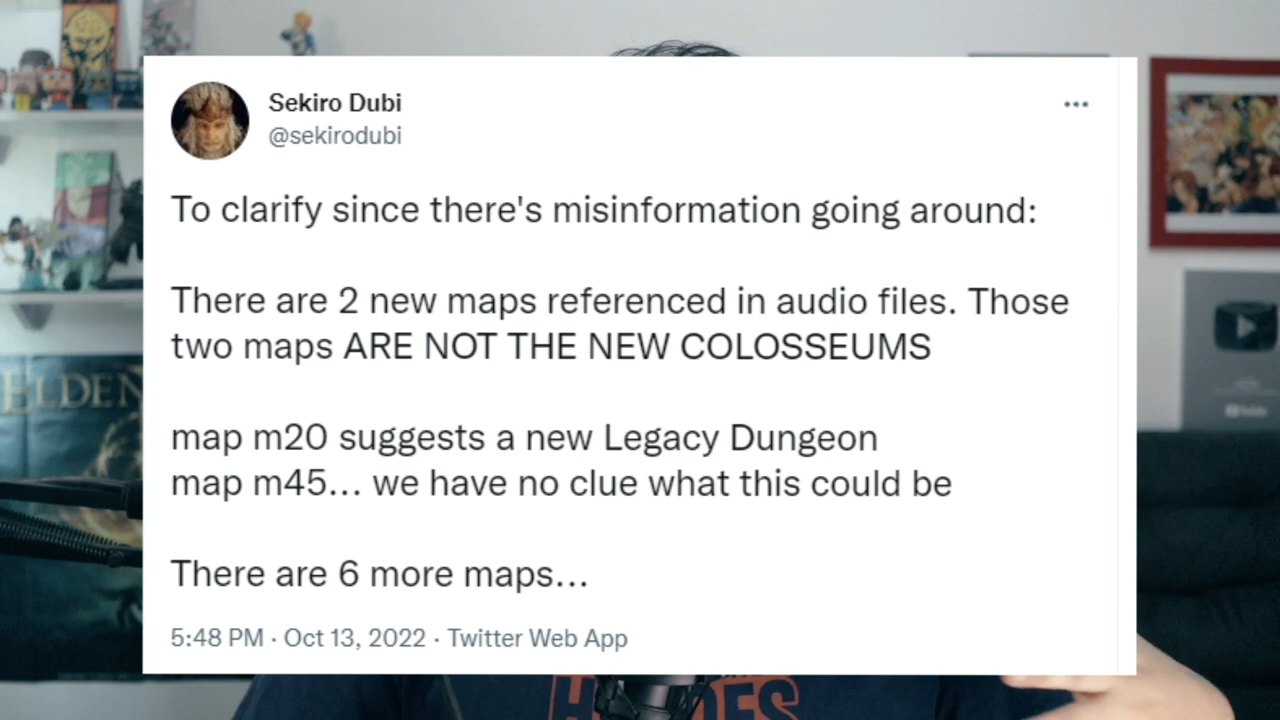 Sekiro Dubi
@sekirodubi
To clarify since there's misinformation going around:
There are 2 new maps referenced in audio files. Those
two maps ARE NOT THE NEW COLOSSEUMS
map m20 suggests a new Legacy Dungeon
map m45... we have no clue what this could be
There are 6 more maps...
5:48 PM · Oct 13, 2022 · Twitter Web App
ELDEN